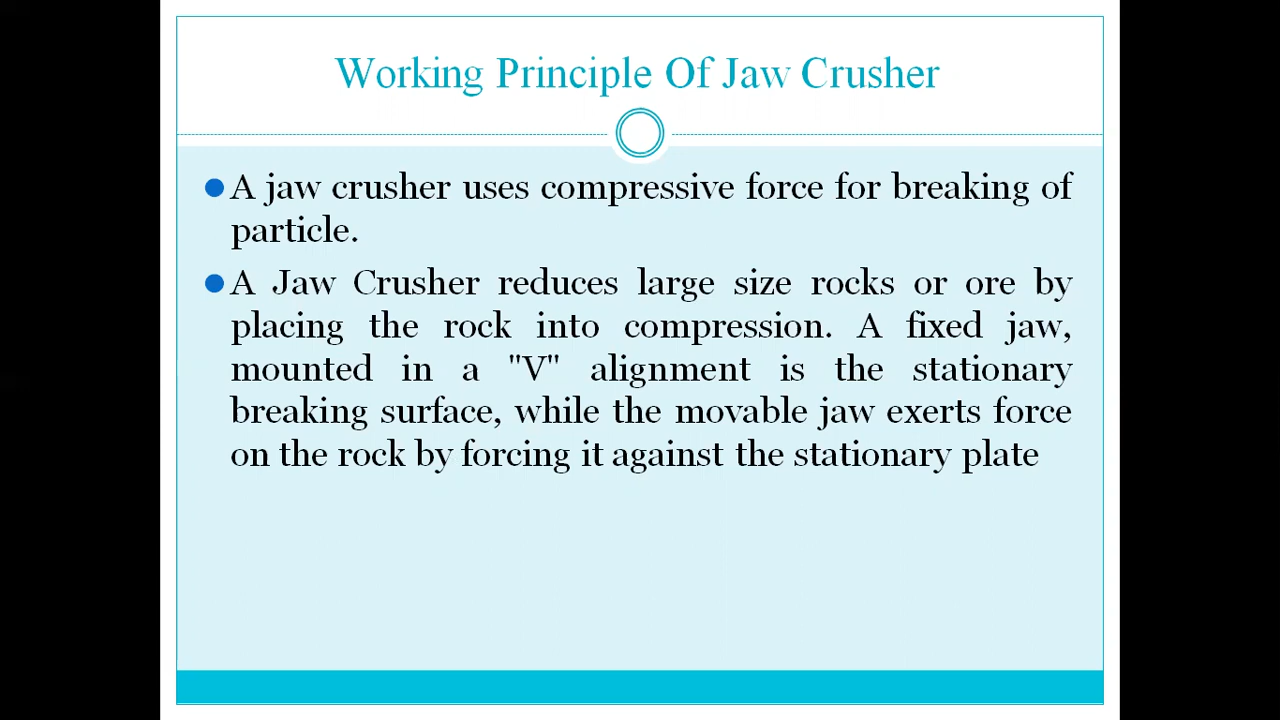 Working Principle Of Jaw Crusher
A jaw crusher uses compressive force for breaking of
particle.
A Jaw Crusher reduces large size rocks or ore by
placing the rock into compression. A fixed jaw,
mounted in a "V" alignment is the stationary
breaking surface, while the movable jaw exerts force
on the rock by forcing it against the stationary plate